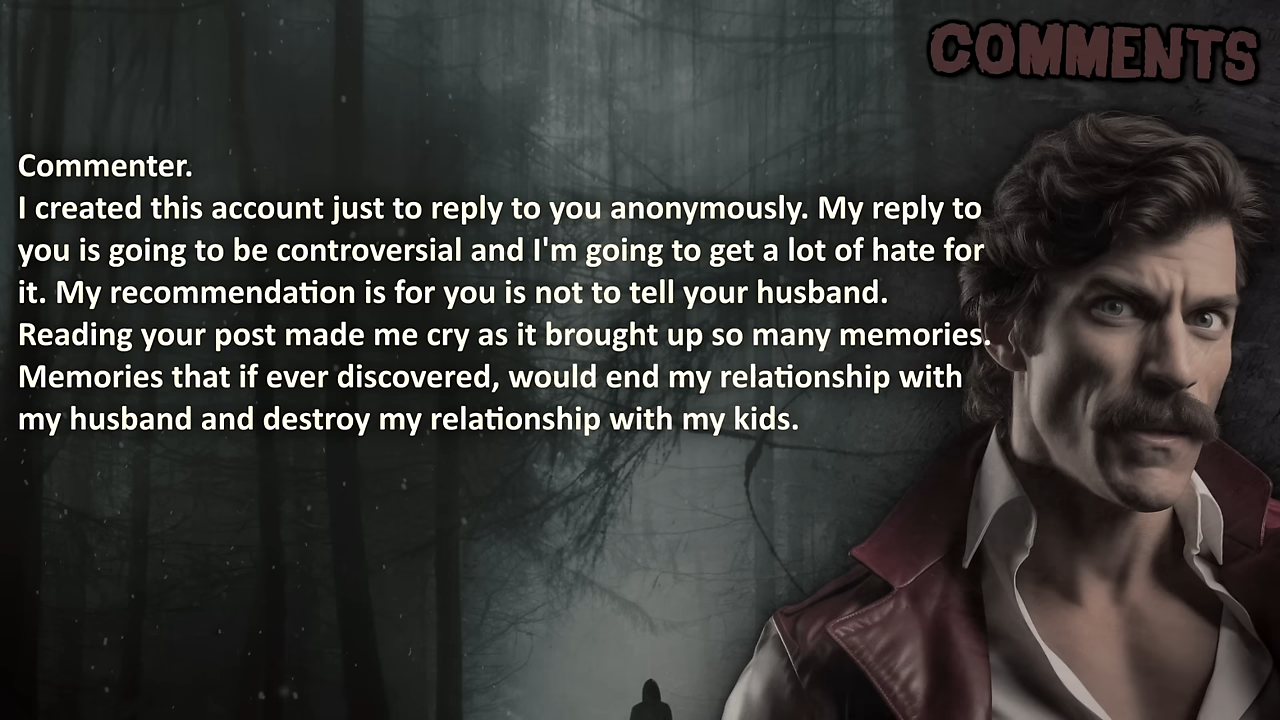 COMMENTS
Commenter.
I created this account just to reply to you anonymously. My reply to
you is going to be controversial and I'm going to get a lot of hate for
it. My recommendation is for you is not to tell your husband.
Reading your post made me cry as it brought up so many memories.
Memories that if ever discovered, would end my relationship with
my husband and destroy my relationship with my kids.